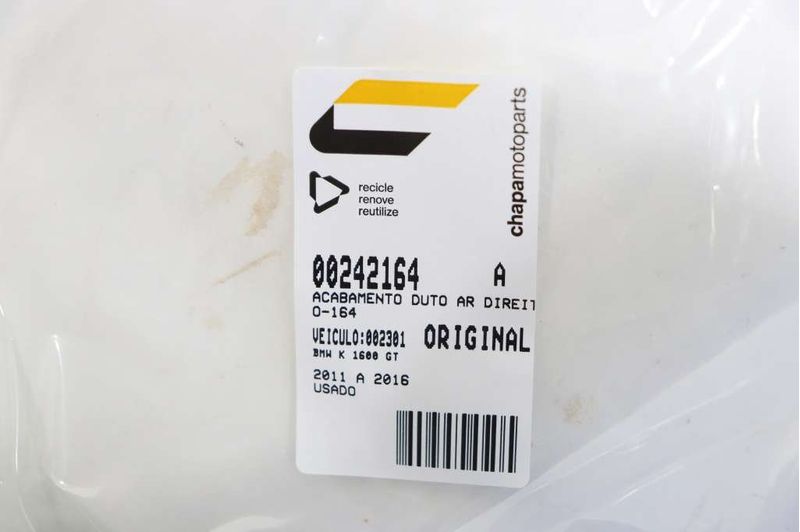 chapamotoparts
recicle
renove
reutilize
00242164 A
ACABAMENTO DUTO AR DIREIT
O-164
VEICULO:002301 ORIGINAL
BMW K 1600 GT
2011 A 2016
USADO